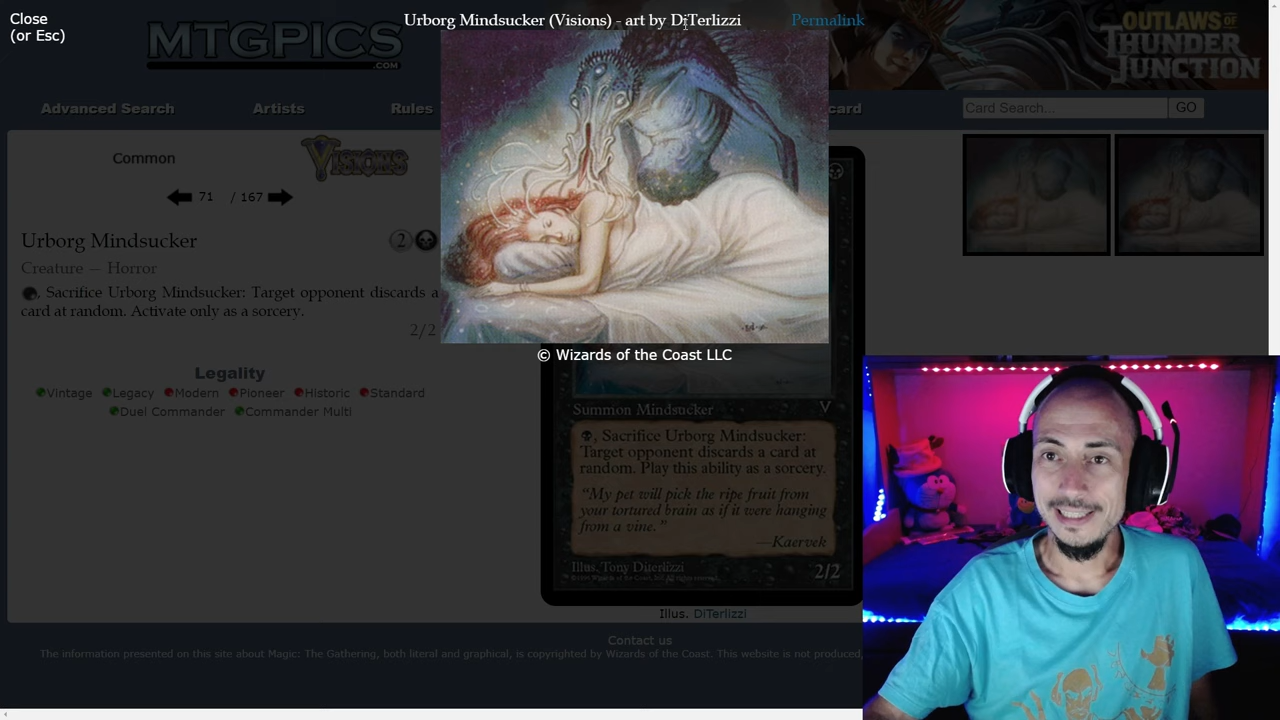 Close
(or Esc)
Urborg Mindsucker (Visions) - art by DiTerlizzi
Permalink
MTGPICS
.COM
OUTLAWS OF
THUNDER
JUNCTION
Advanced Search
Artists
Rules
card
Card Search...
GO
Common
VISIONS
71 / 167
Urborg Mindsucker
2
Creature — Horror
, Sacrifice Urborg Mindsucker: Target opponent discards a
card at random. Activate only as a sorcery.
2/2
Legality
Vintage Legacy Modern Pioneer Historic Standard
Duel Commander Commander Multi
© Wizards of the Coast LLC
Summon Mindsucker
, Sacrifice Urborg Mindsucker:
Target opponent discards a card at
random. Play this ability as a sorcery.
“My pet will pick the ripe fruit from
your tortured brain as if it were hanging
from a vine.”
—Kaervek
Illus. Tony Diterlizzi
2/2
Illus. DiTerlizzi
Contact us
The information presented on this site about Magic: The Gathering, both literal and graphical, is copyrighted by Wizards of the Coast. This website is not produced,